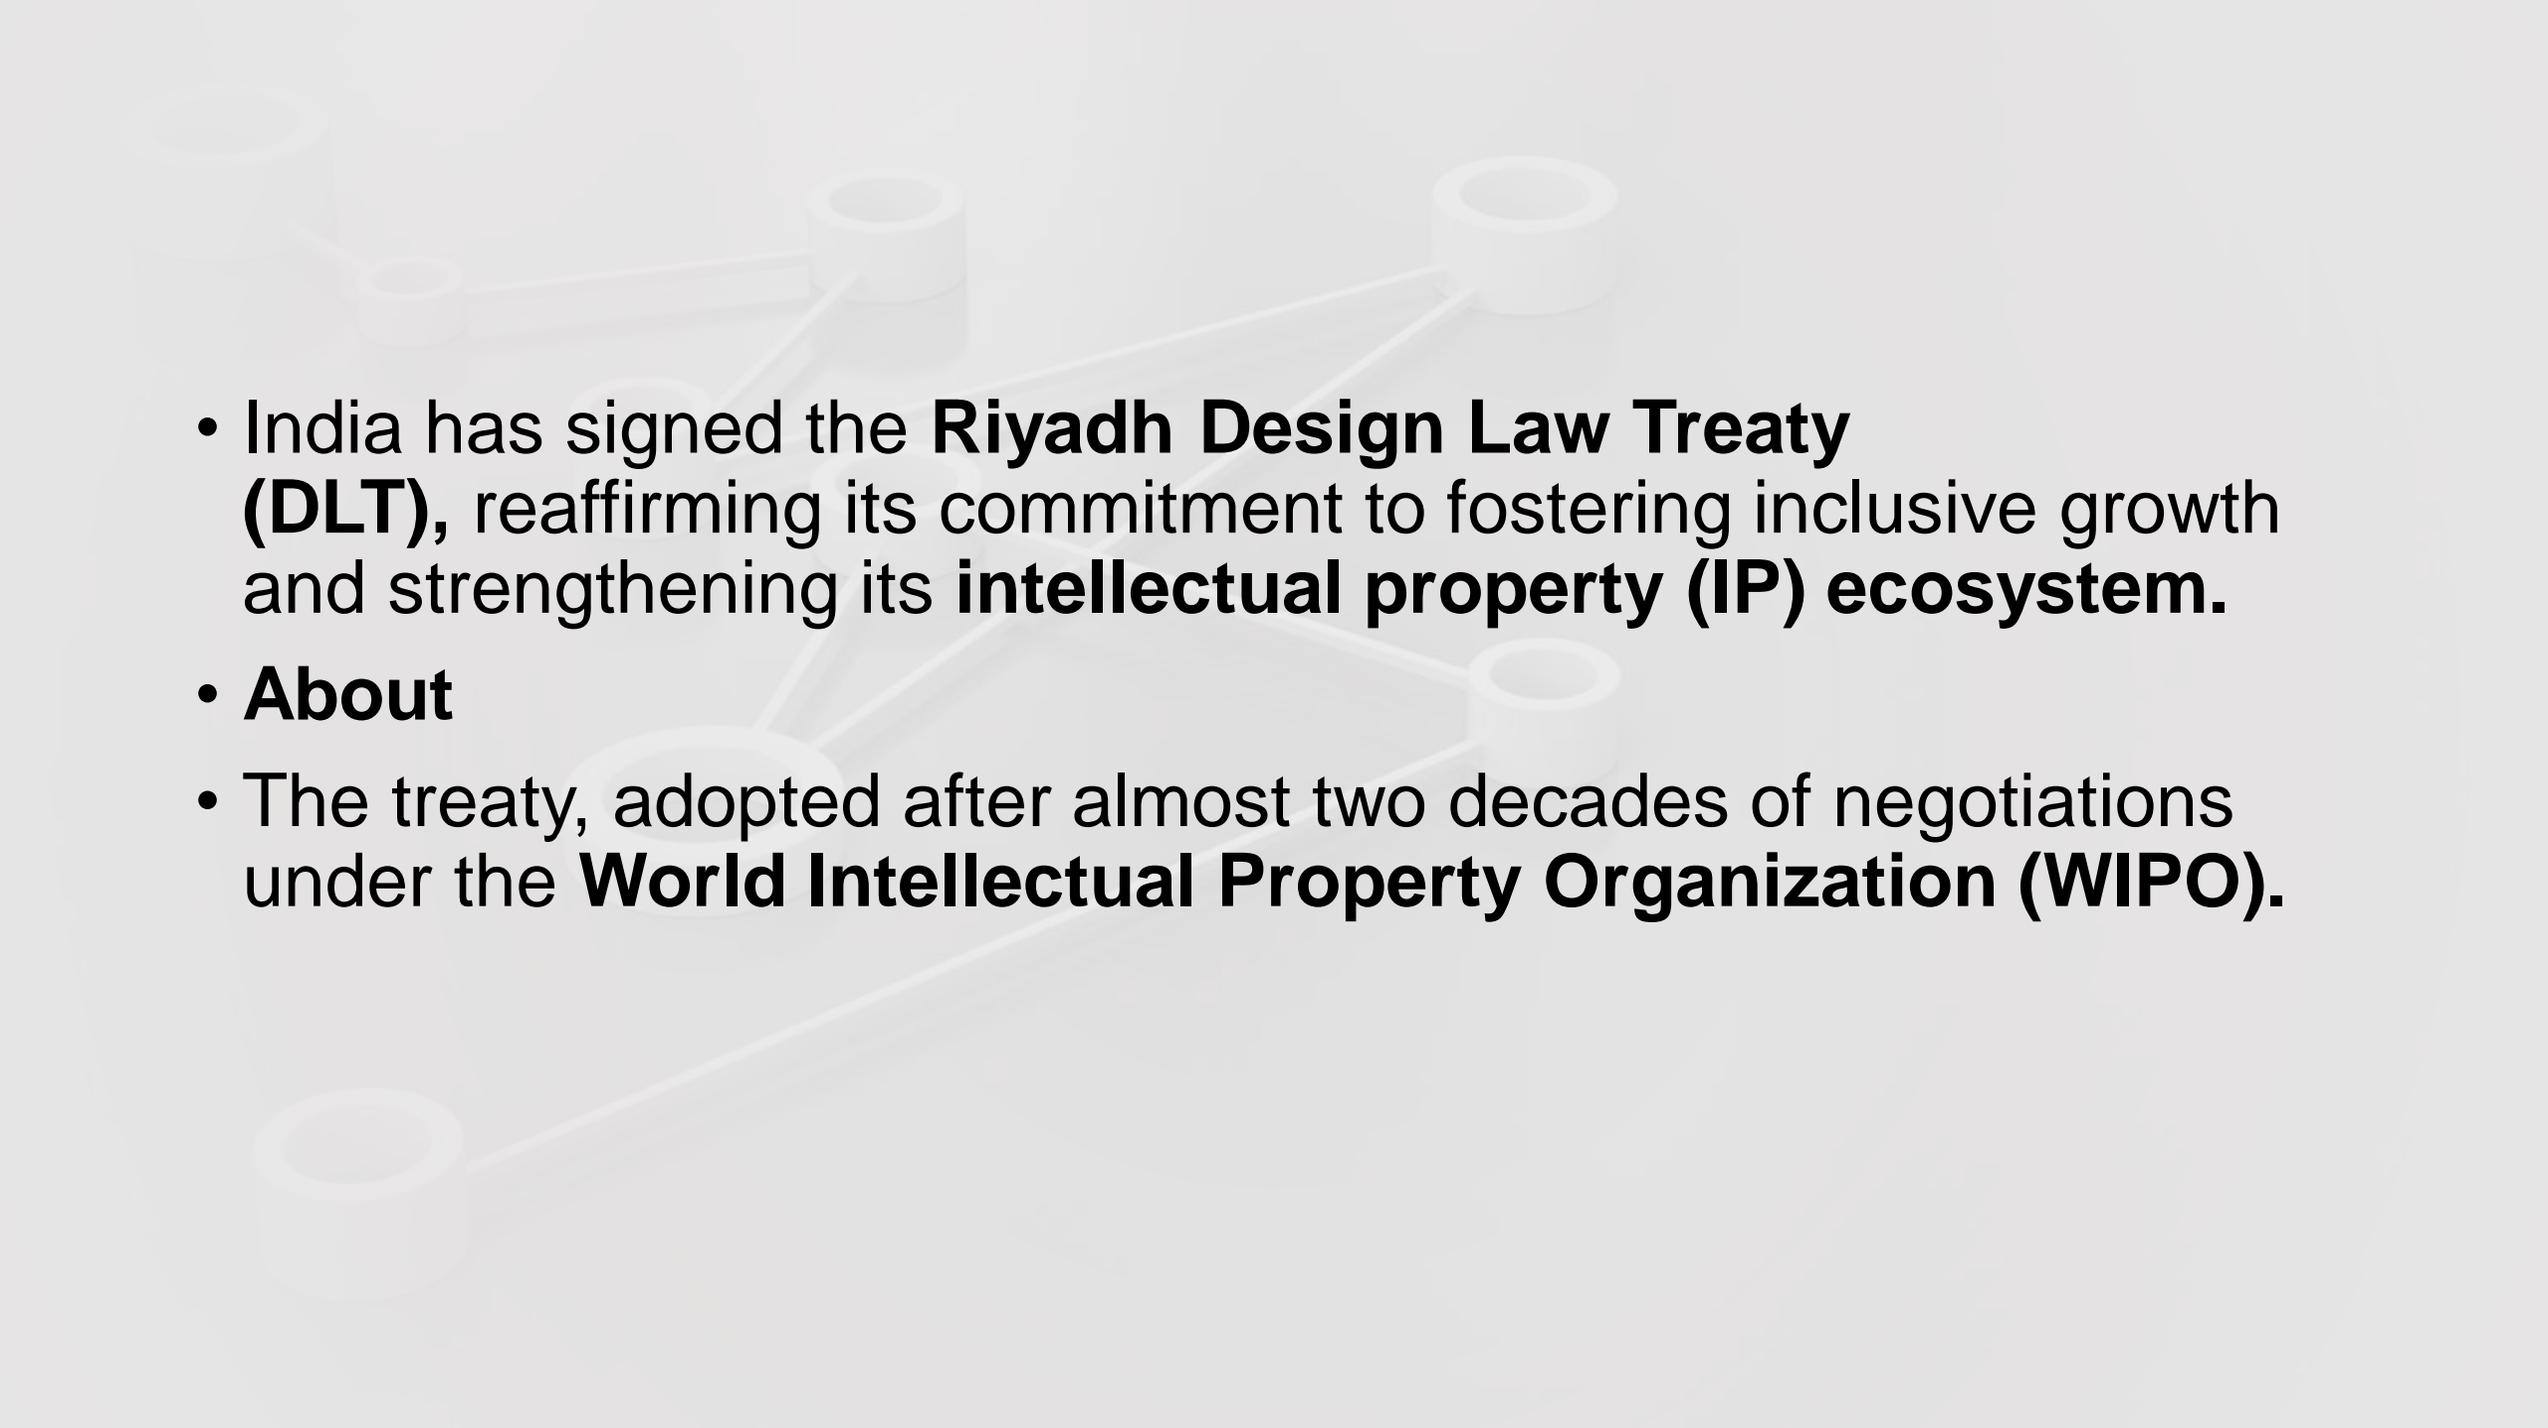 • India has signed the Riyadh Design Law Treaty
(DLT), reaffirming its commitment to fostering inclusive growth
and strengthening its intellectual property (IP) ecosystem.
• About
• The treaty, adopted after almost two decades of negotiations
under the World Intellectual Property Organization (WIPO).